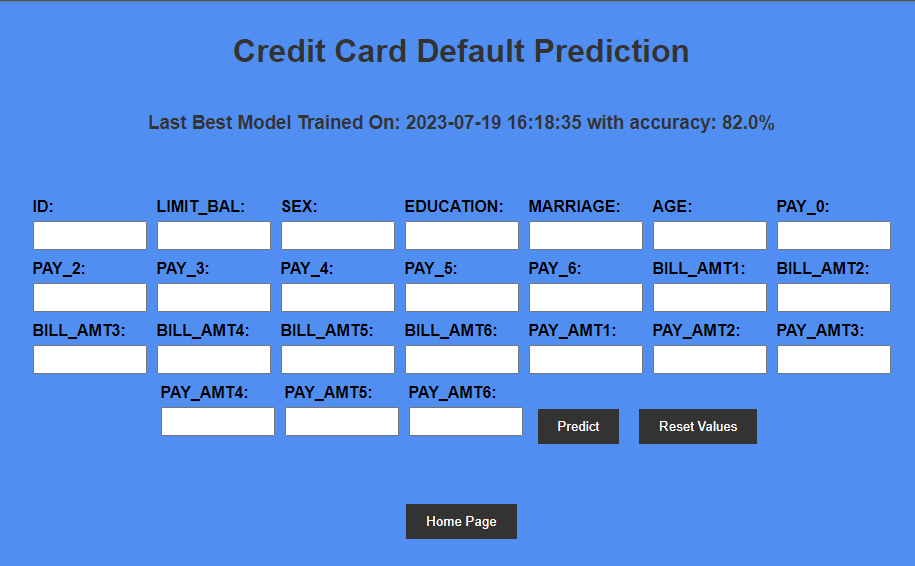 Credit Card Default Prediction
Last Best Model Trained On: 2023-07-19 16:18:35 with accuracy: 82.0%
ID: LIMIT_BAL: SEX: EDUCATION: MARRIAGE: AGE: PAY_0:
PAY_2: PAY_3: PAY_4: PAY_5: PAY_6: BILL_AMT1: BILL_AMT2:
BILL_AMT3: BILL_AMT4: BILL_AMT5: BILL_AMT6: PAY_AMT1: PAY_AMT2: PAY_AMT3:
PAY_AMT4: PAY_AMT5: PAY_AMT6:
Predict Reset Values
Home Page